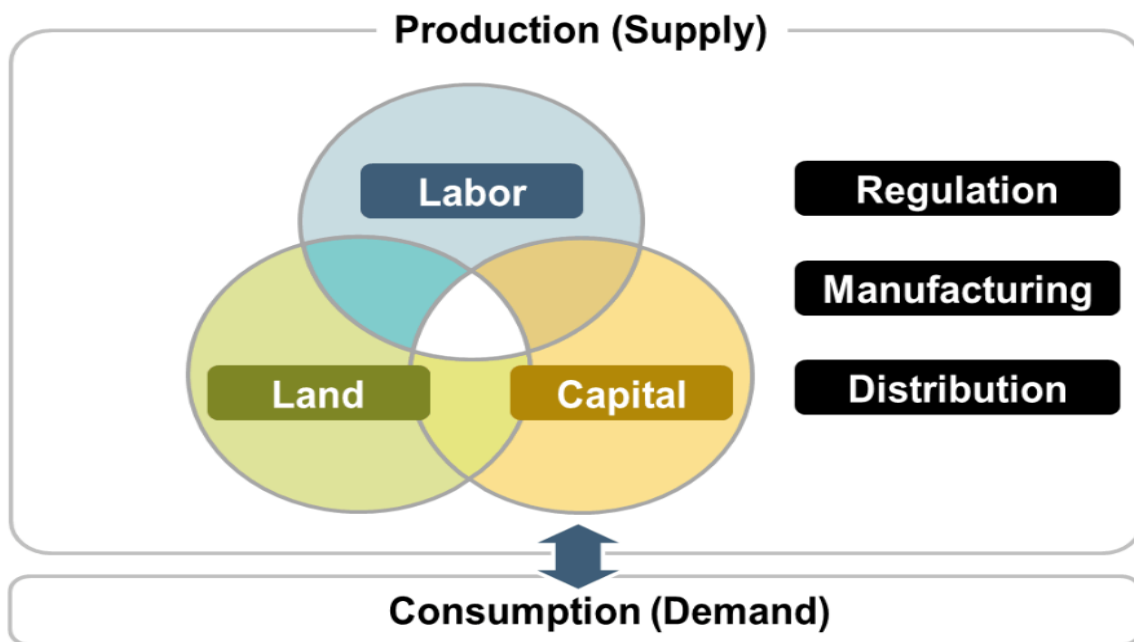 Production (Supply)
Labor
Land
Capital
Regulation
Manufacturing
Distribution
Consumption (Demand)